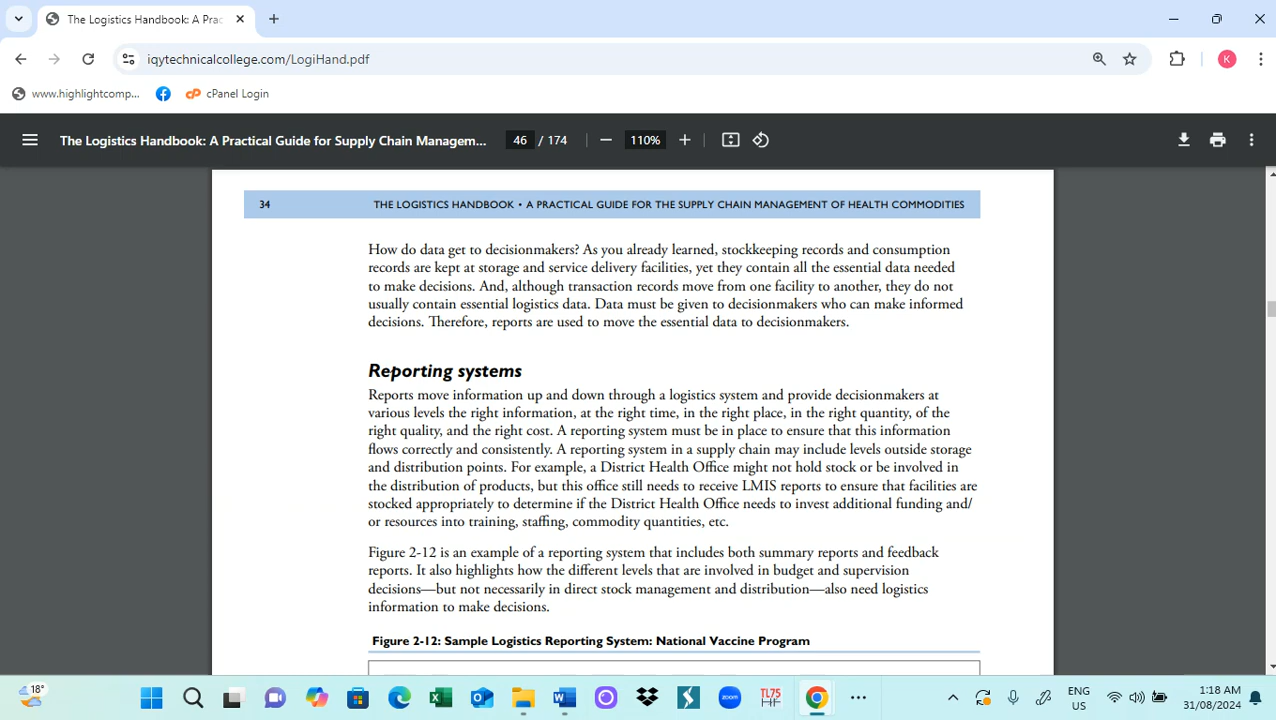 The Logistics Handbook: A Prac
iqytechnicalcollege.com/LogiHand.pdf
K
www.highlightcomp...
cPanel Login
The Logistics Handbook: A Practical Guide for Supply Chain Managem...
46 / 174
110%
34
THE LOGISTICS HANDBOOK • A PRACTICAL GUIDE FOR THE SUPPLY CHAIN MANAGEMENT OF HEALTH COMMODITIES
How do data get to decisionmakers? As you already learned, stockkeeping records and consumption
records are kept at storage and service delivery facilities, yet they contain all the essential data needed
to make decisions. And, although transaction records move from one facility to another, they do not
usually contain essential logistics data. Data must be given to decisionmakers who can make informed
decisions. Therefore, reports are used to move the essential data to decisionmakers.
Reporting systems
Reports move information up and down through a logistics system and provide decisionmakers at
various levels the right information, at the right time, in the right place, in the right quantity, of the
right quality, and the right cost. A reporting system must be in place to ensure that this information
flows correctly and consistently. A reporting system in a supply chain may include levels outside storage
and distribution points. For example, a District Health Office might not hold stock or be involved in
the distribution of products, but this office still needs to receive LMIS reports to ensure that facilities are
stocked appropriately to determine if the District Health Office needs to invest additional funding and/
or resources into training, staffing, commodity quantities, etc.
Figure 2-12 is an example of a reporting system that includes both summary reports and feedback
reports. It also highlights how the different levels that are involved in budget and supervision
decisions—but not necessarily in direct stock management and distribution—also need logistics
information to make decisions.
Figure 2-12: Sample Logistics Reporting System: National Vaccine Program
18°
zoom
TL75
ENG
US
1:18 AM
31/08/2024